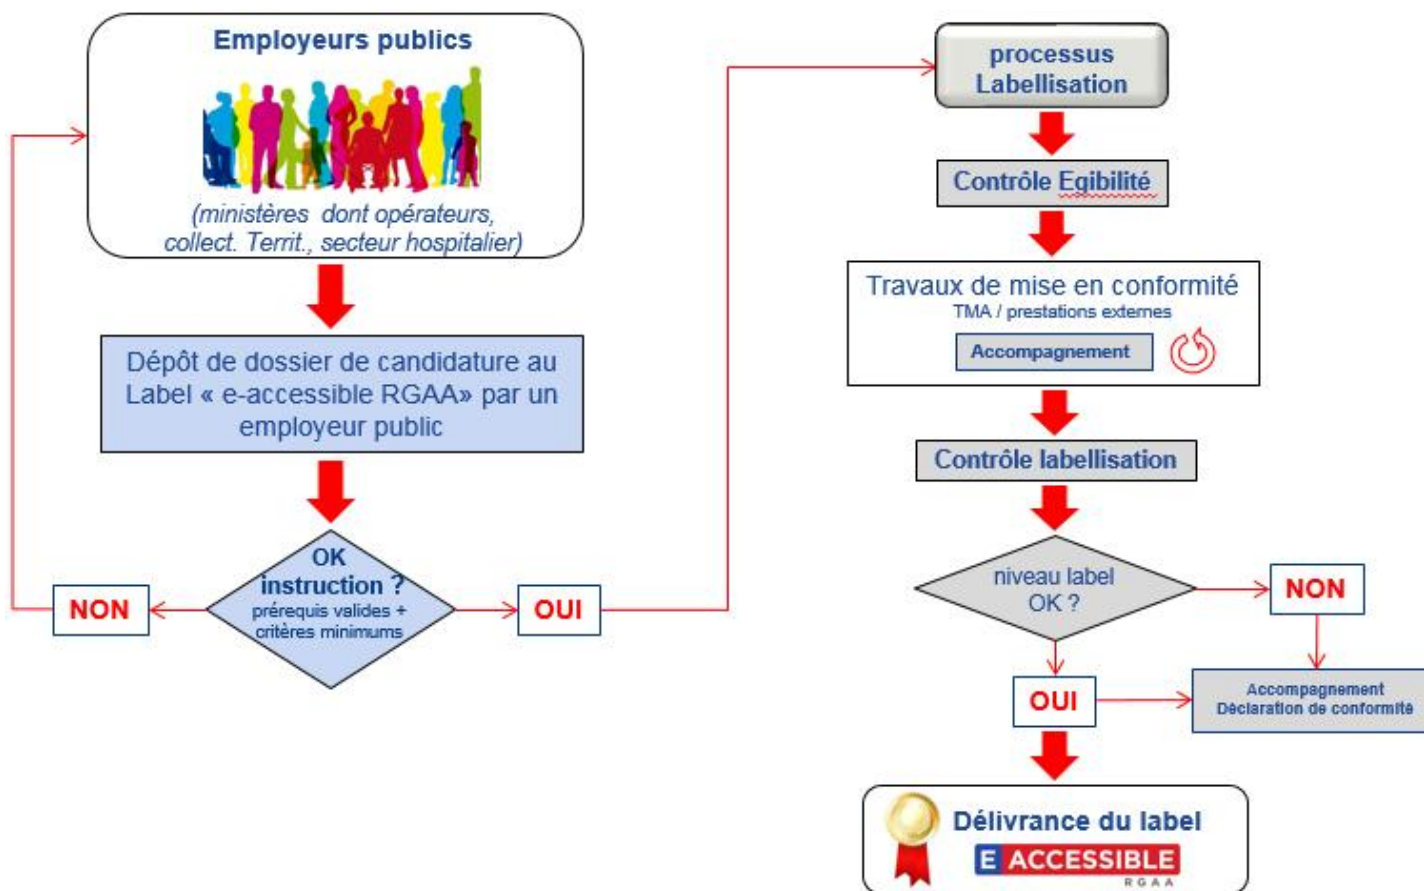 Employeurs publics
(ministères dont opérateurs,
collect. Territ., secteur hospitalier)
Dépôt de dossier de candidature au
Label « e-accessible RGAA» par un
employeur public
OK
instruction ?
prérequis valides +
critères minimums
NON
OUI
processus
Labellisation
Contrôle Egibilité
Travaux de mise en conformité
TMA / prestations externes
Accompagnement
Contrôle labellisation
niveau label
OK ?
NON
OUI
Accompagnement
Déclaration de conformité
Délivrance du label
E ACCESSIBLE
RGAA